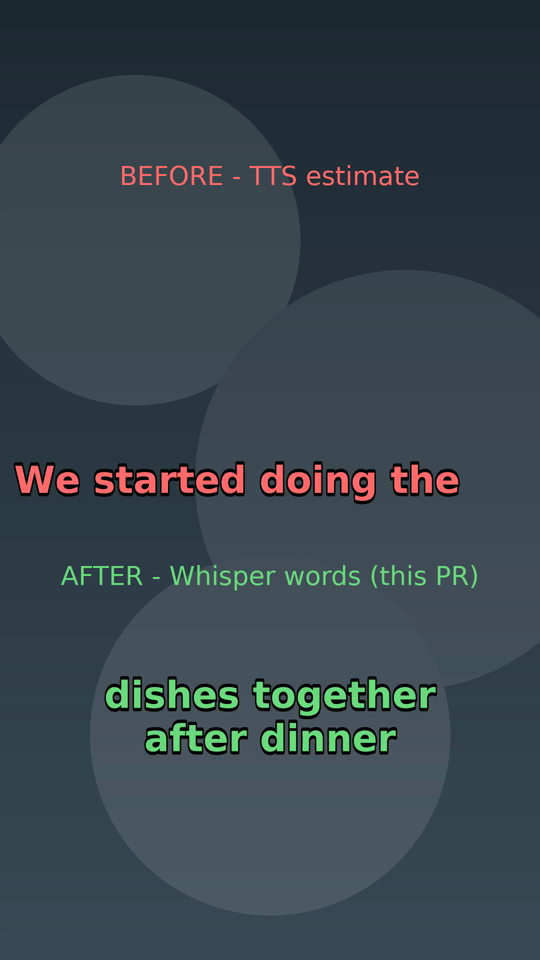 BEFORE - TTS estimate
We started doing the
AFTER - Whisper words (this PR)
dishes together
after dinner